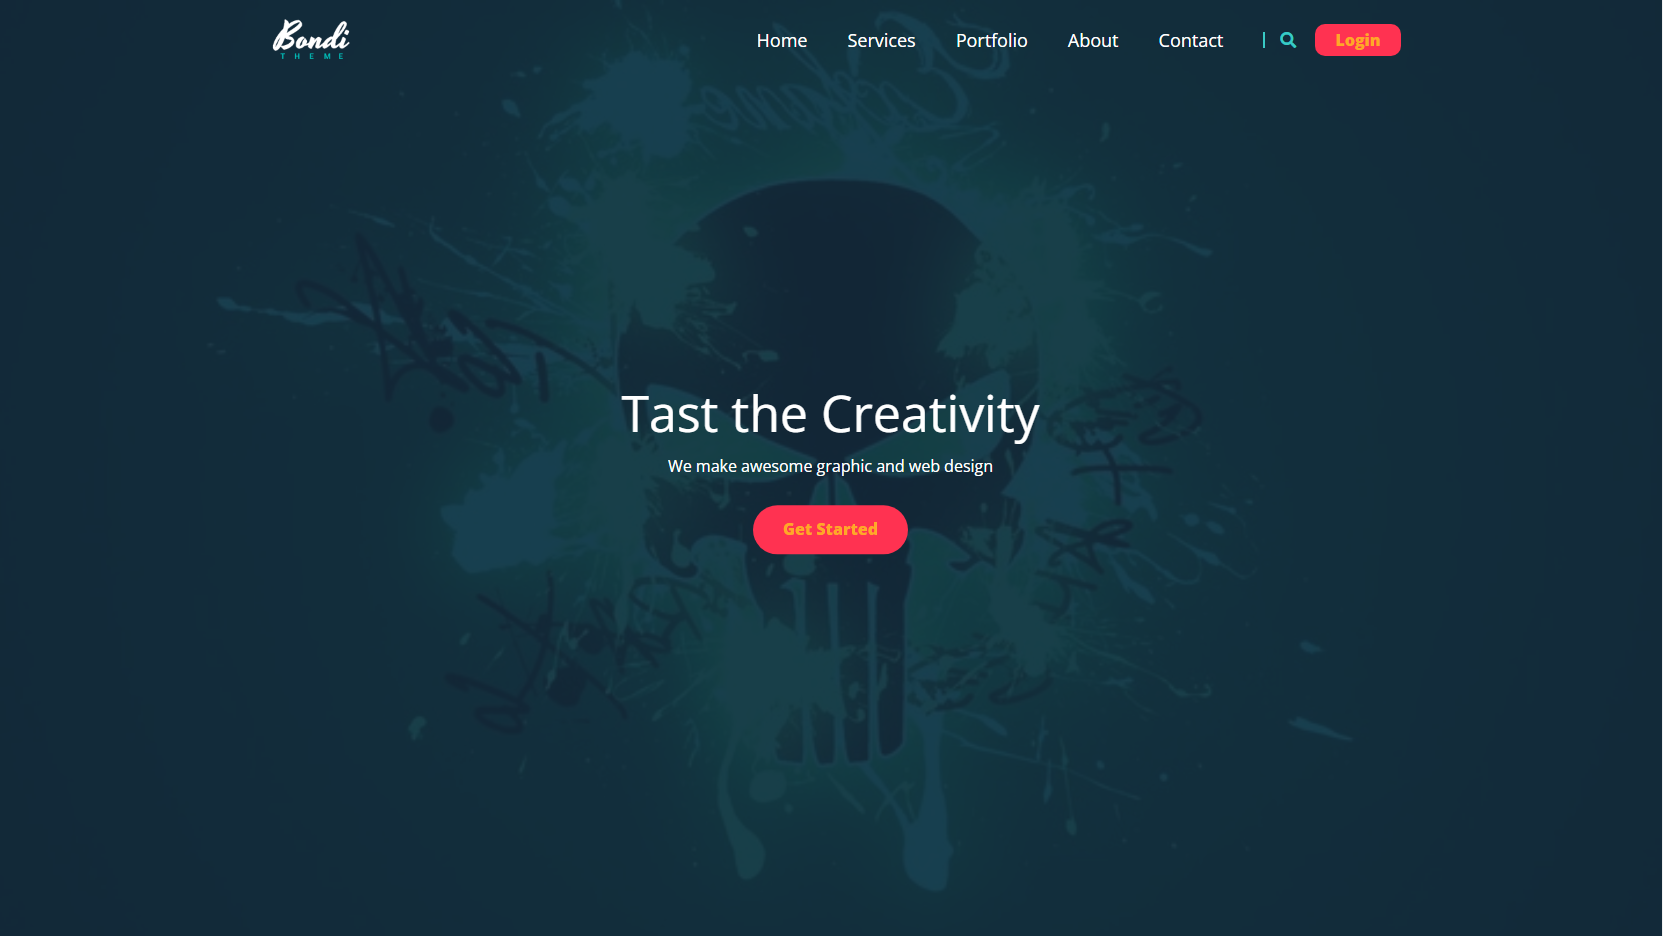 Bondi
THEME
Home Services Portfolio About Contact | Login
Tast the Creativity
We make awesome graphic and web design
Get Started